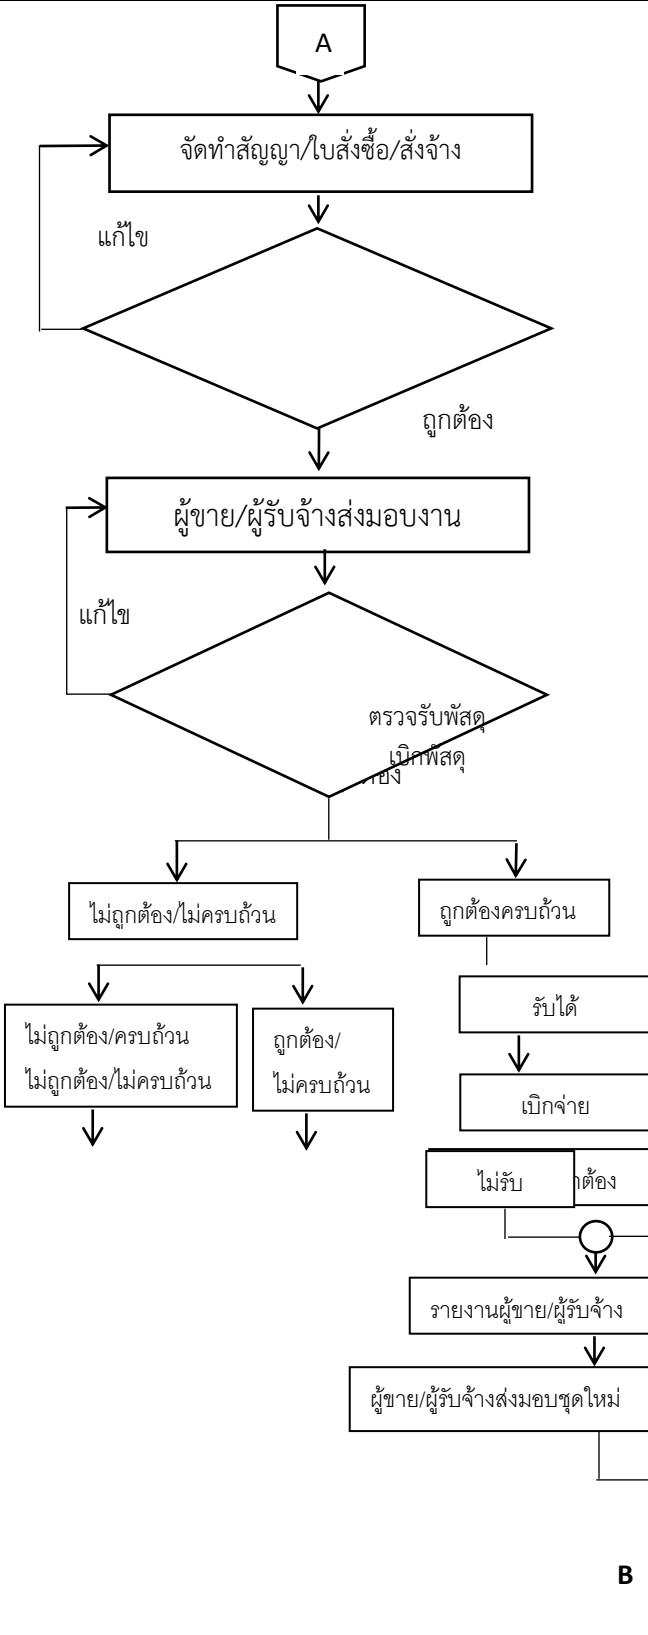 A
จัดทำสัญญา/ใบสั่งซื้อ/สั่งจ้าง
แก้ไข
ถูกต้อง
ผู้ขาย/ผู้รับจ้างส่งมอบงาน
แก้ไข
ตรวจรับพัสดุ
เบิกพัสดุ
ไม่ถูกต้อง/ไม่ครบถ้วน
ถูกต้องครบถ้วน
ไม่ถูกต้อง/ครบถ้วน
ไม่ถูกต้อง/ไม่ครบถ้วน
ถูกต้อง/
ไม่ครบถ้วน
รับได้
เบิกจ่าย
ไม่รับ
รายงานผู้ขาย/ผู้รับจ้าง
ผู้ขาย/ผู้รับจ้างส่งมอบชุดใหม่
B